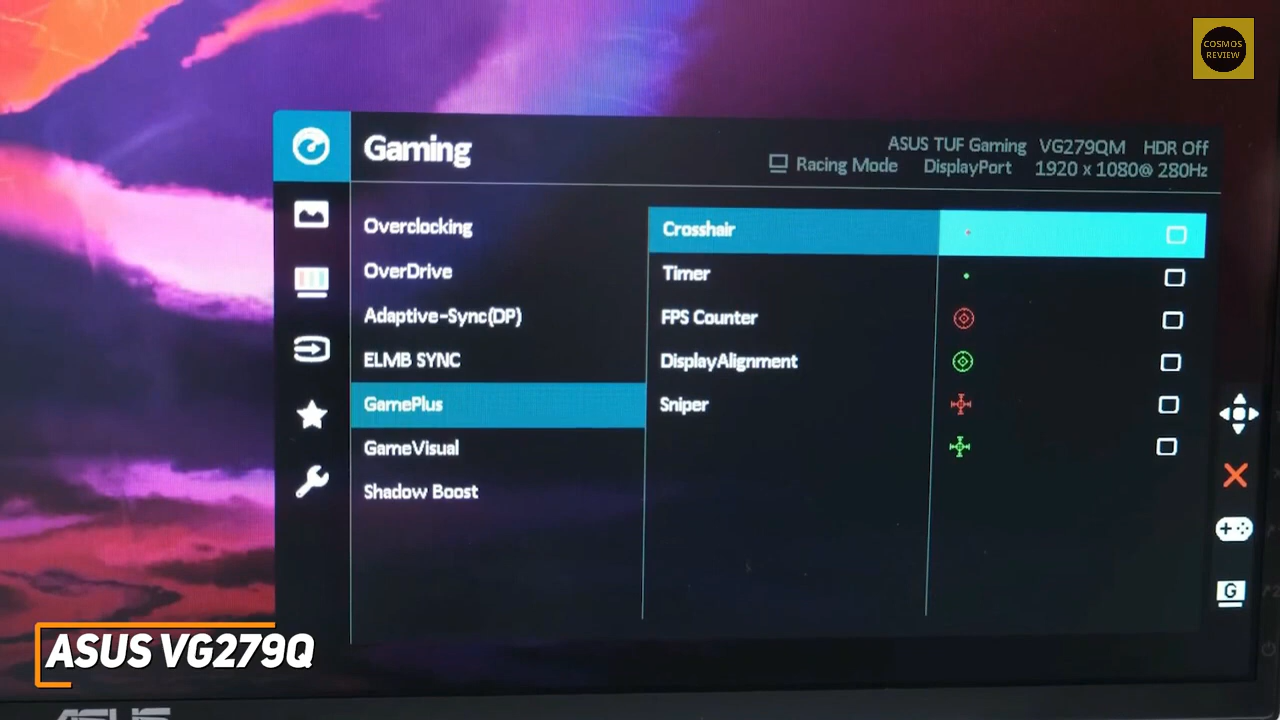 COSMOS
REVIEW
Gaming
ASUS TUF Gaming VG279QM HDR Off
Racing Mode DisplayPort 1920 x 1080@ 280Hz
Overclocking
OverDrive
Adaptive-Sync(DP)
ELMB SYNC
GamePlus
GameVisual
Shadow Boost
Crosshair
Timer
FPS Counter
DisplayAlignment
Sniper
G
ASUS VG279Q
ASUS